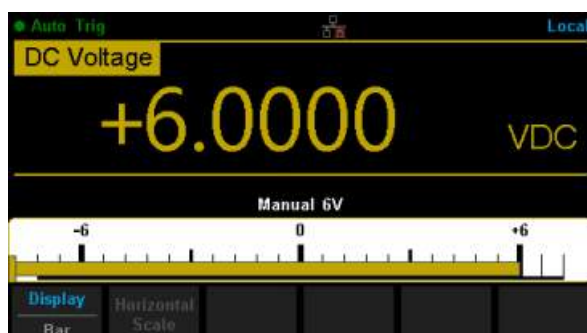 Auto Trig Local
DC Voltage
+6.0000 VDC
Manual 6V
-6 0 +6
Display Horizontal
Bar Scale